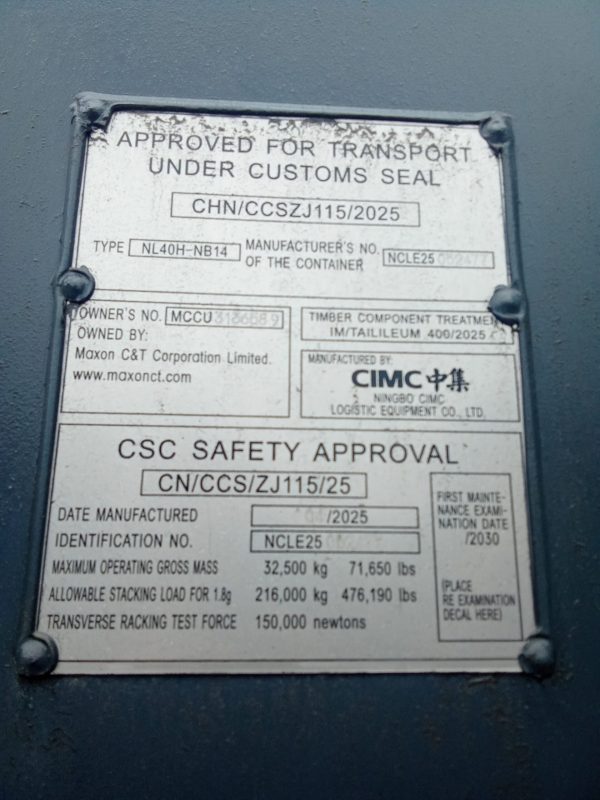 APPROVED FOR TRANSPORT
UNDER CUSTOMS SEAL
CHN/CCSZJ115/2025
TYPE NL40H-NB14
MANUFACTURER'S NO.
OF THE CONTAINER
NCLE25
OWNER'S NO. MCCU
OWNED BY:
Maxon C&T Corporation Limited.
www.maxonct.com
TIMBER COMPONENT TREATMENT
IM/TAILILEUM 400/2025
MANUFACTURED BY:
CIMC中集
NINGBO CIMC
LOGISTIC EQUIPMENT CO., LTD.
CSC SAFETY APPROVAL
CN/CCS/ZJ115/25
DATE MANUFACTURED /2025
IDENTIFICATION NO. NCLE25
MAXIMUM OPERATING GROSS MASS 32,500 kg 71,650 lbs
ALLOWABLE STACKING LOAD FOR 1.8g 216,000 kg 476,190 lbs
TRANSVERSE RACKING TEST FORCE 150,000 newtons
FIRST MAINTE-
NANCE EXAMI-
NATION DATE
/2030
(PLACE
RE EXAMINATION
DECAL HERE)